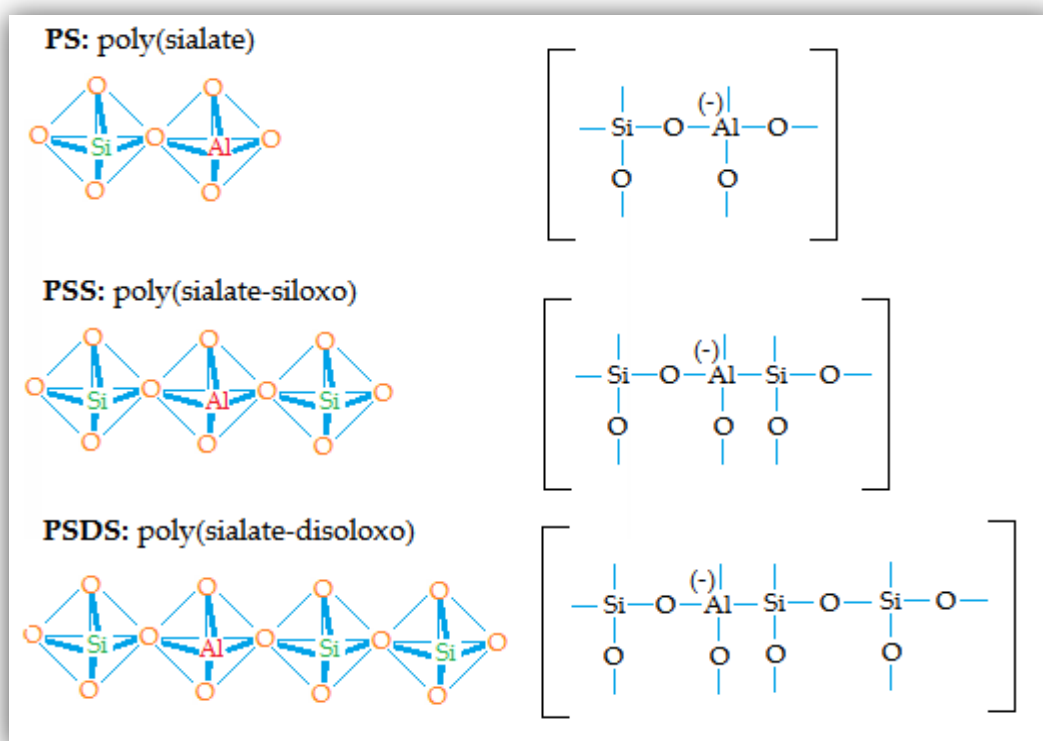 PS: poly(sialate)
O O
O Si O Al O
O O
(-)
Si O Al O
O O
PSS: poly(sialate-siloxo)
O O O
O Si O Al O Si O
O O O
(-)
Si O Al Si O
O O O
PSDS: poly(sialate-disoloxo)
O O O O
O Si O Al O Si O Si O
O O O O
(-)
Si O Al Si O Si O
O O O O